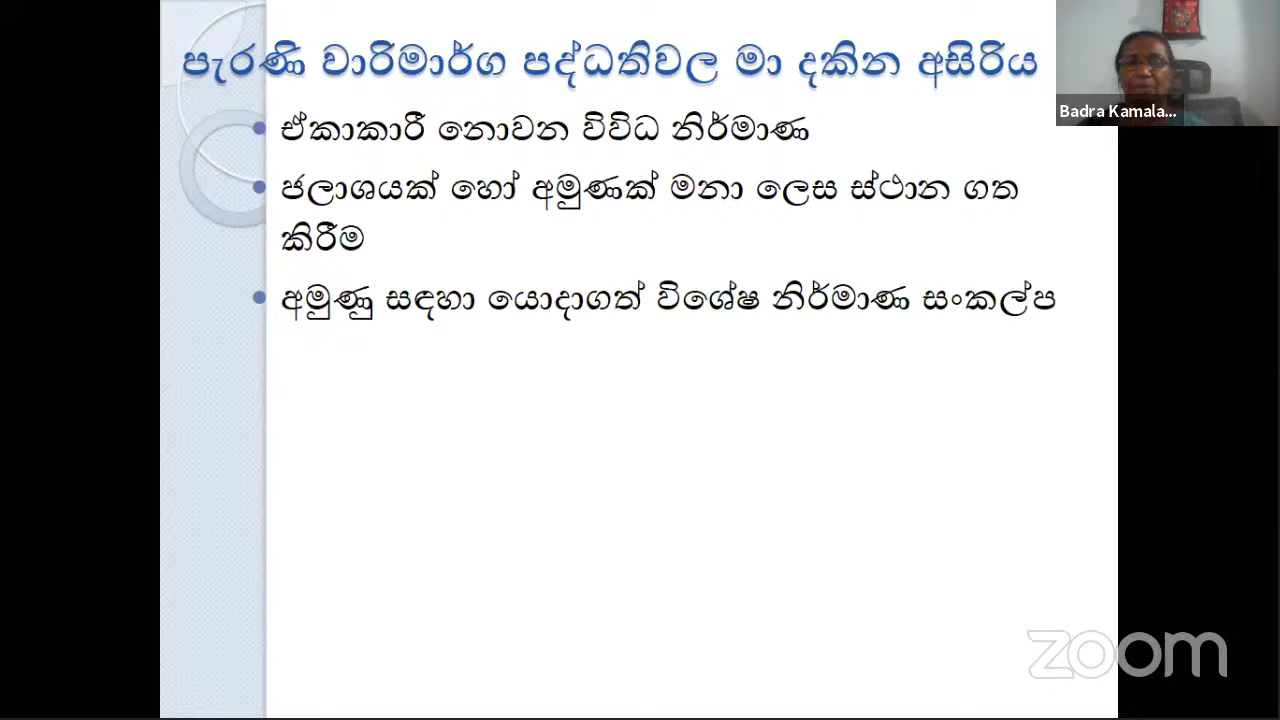 පැරණි වාරිමාර්ග පද්ධතිවල මා දකින අසිරිය
Badra Kamala...
ඒකාකාරී නොවන විවිධ නිර්මාණ
ජලාශයක් හෝ අමුණක් මනා ලෙස ස්ථාන ගත
කිරීම
අමුණු සඳහා යොදාගත් විශේෂ නිර්මාණ සංකල්ප
zoom